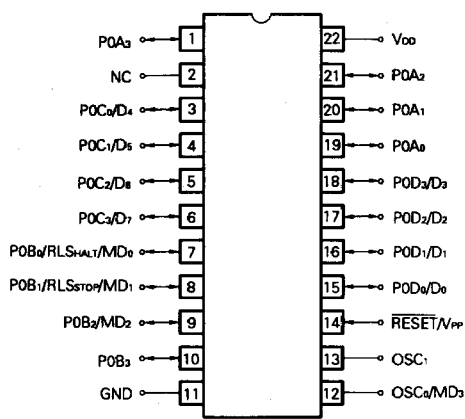 P0A₃ 1 22 VDD
NC 2 21 P0A₂
P0C₀/D₄ 3 20 P0A₁
P0C₁/D₅ 4 19 P0A₀
P0C₂/D₆ 5 18 P0D₃/D₃
P0C₃/D₇ 6 17 P0D₂/D₂
P0B₀/RLSHALT/MD₀ 7 16 P0D₁/D₁
P0B₁/RLSSTOP/MD₁ 8 15 P0D₀/D₀
P0B₂/MD₂ 9 14 RESET/VPP
P0B₃ 10 13 OSC₁
GND 11 12 OSC₀/MD₃